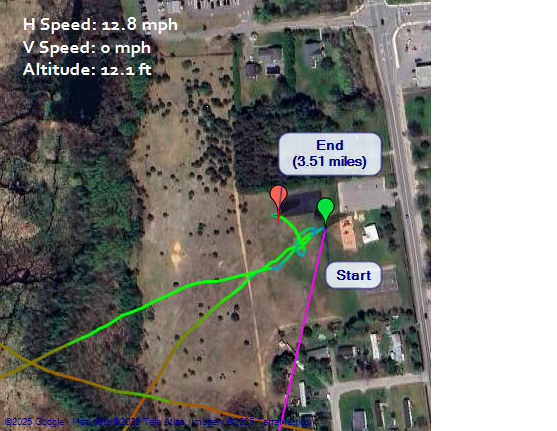 H Speed: 12.8 mph
V Speed: 0 mph
Altitude: 12.1 ft
End
(3.51 miles)
Start
©2025 Google - Map data ©2025 Tele Atlas, Imagery ©2025 TerraMetrics